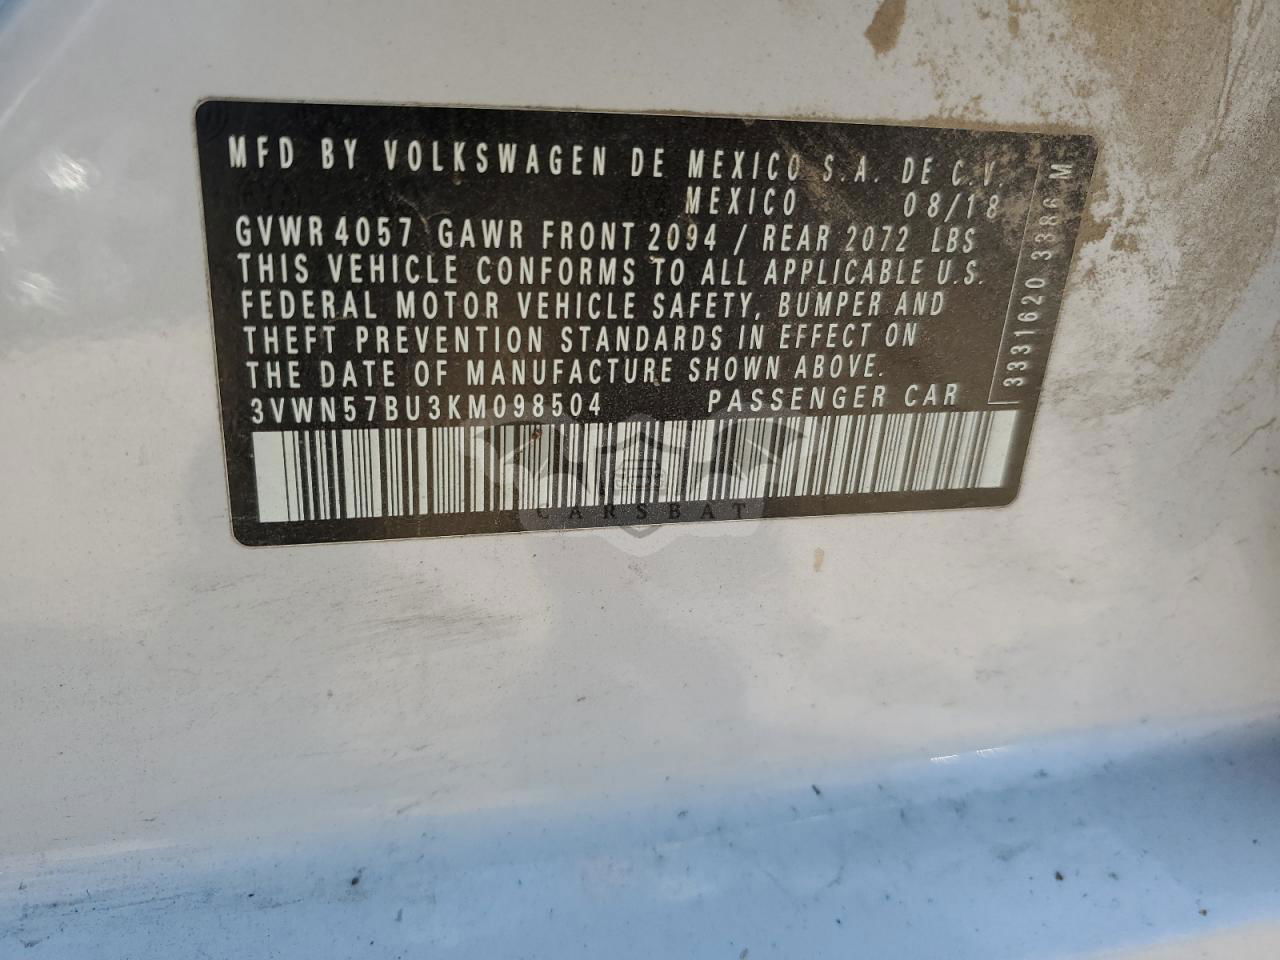 MFD BY VOLKSWAGEN DE MEXICO S.A. DE C.V.
MEXICO 08/18
GVWR 4057 GAWR FRONT 2094 / REAR 2072 LBS
THIS VEHICLE CONFORMS TO ALL APPLICABLE U.S.
FEDERAL MOTOR VEHICLE SAFETY, BUMPER AND
THEFT PREVENTION STANDARDS IN EFFECT ON
THE DATE OF MANUFACTURE SHOWN ABOVE.
3VWN57BU3KM098504 PASSENGER CAR
3331620 3386 M
CARSBAT